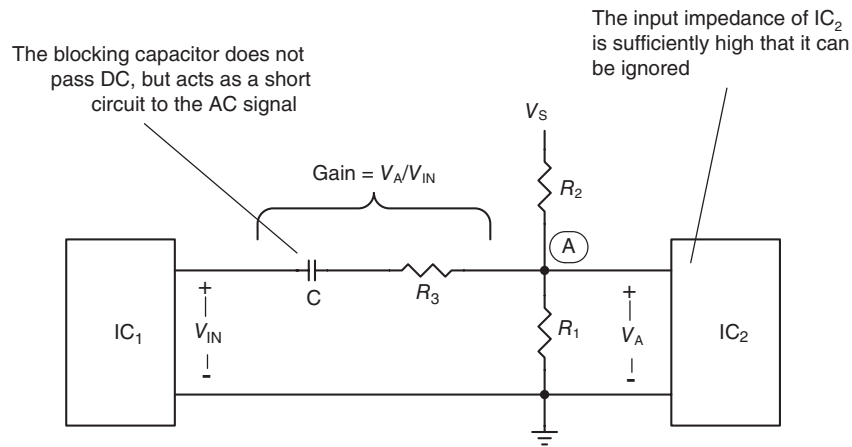 The input impedance of IC2
is sufficiently high that it can
be ignored
The blocking capacitor does not
pass DC, but acts as a short
circuit to the AC signal
VS
Gain = VA/VIN
R2
A
+
C
R3
+
IC1
VIN
R1
VA
IC2
-
-